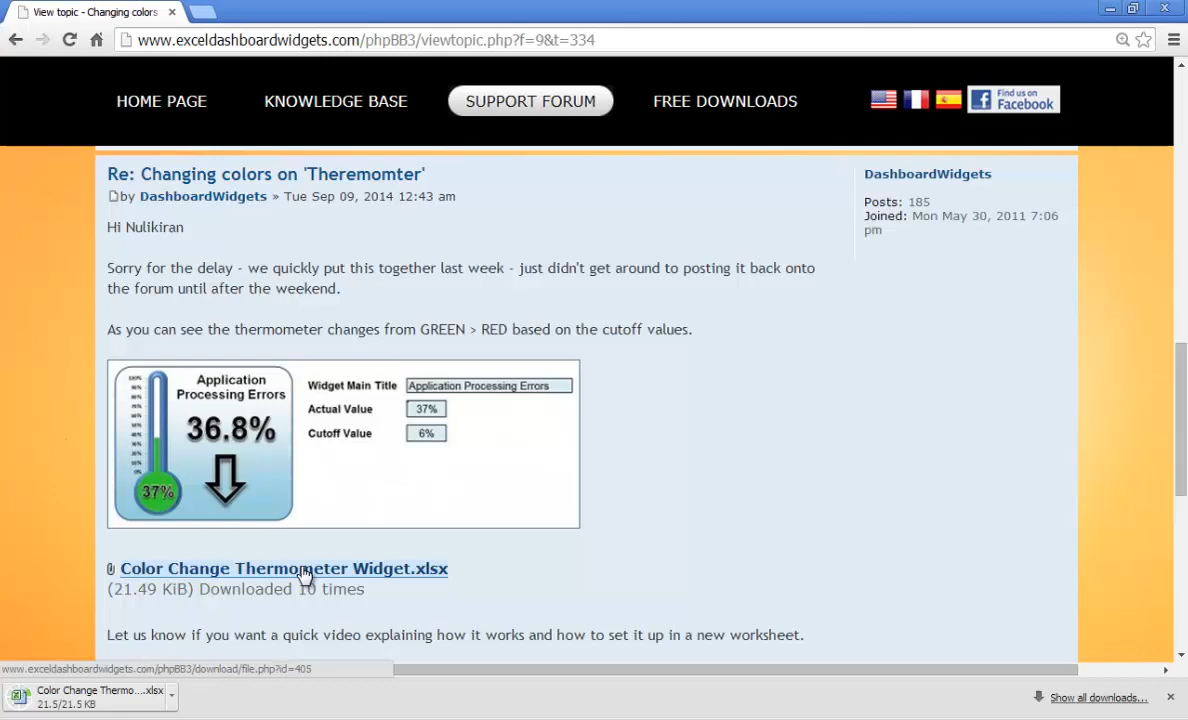 View topic - Changing colors
www.exceldashboardwidgets.com/phpBB3/viewtopic.php?f=9&t=334
HOME PAGE
KNOWLEDGE BASE
SUPPORT FORUM
FREE DOWNLOADS
Find us on
Facebook
Re: Changing colors on 'Theremomter'
by DashboardWidgets » Tue Sep 09, 2014 12:43 am
DashboardWidgets
Posts: 185
Joined: Mon May 30, 2011 7:06
pm
Hi Nulikiran
Sorry for the delay - we quickly put this together last week - just didn't get around to posting it back onto
the forum until after the weekend.
As you can see the thermometer changes from GREEN > RED based on the cutoff values.
Application
Processing Errors
36.8%
37%
Widget Main Title Application Processing Errors
Actual Value 37%
Cutoff Value 6%
Color Change Thermometer Widget.xlsx
(21.49 KiB) Downloaded 10 times
Let us know if you want a quick video explaining how it works and how to set it up in a new worksheet.
www.exceldashboardwidgets.com/phpBB3/download/file.php?id=405
Color Change Thermo....xlsx
21.5/21.5 KB
Show all downloads...